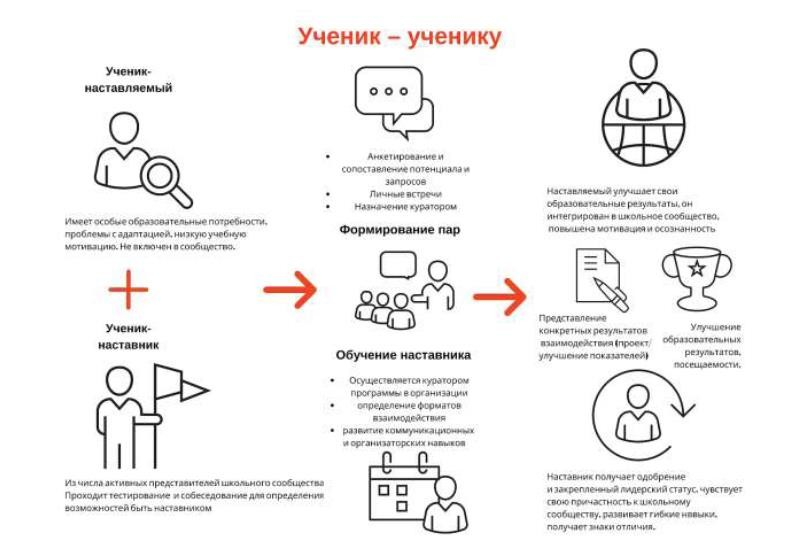 Ученик – ученику
Ученик-
наставляемый
Имеет особые образовательные потребности,
проблемы с адаптацией, низкую учебную
мотивацию. Не включен в сообщество.
Ученик-
наставник
Из числа активных представителей школьного сообщества
Проходит тестирование и собеседование для определения
возможностей быть наставником
• Анкетирование и
сопоставление потенциала и
запросов
• Личные встречи
• Назначение куратором
Формирование пар
Обучение наставника
• Осуществляется куратором
программы в организации
• определение форматов
взаимодействия
• развитие коммуникационных
и организаторских навыков
Наставляемый улучшает свои
образовательные результаты, он
интегрирован в школьное сообщество,
повышена мотивация и осознанность
Представление
конкретных результатов
взаимодействия (проект/
улучшение показателей)
Улучшение
образовательных
результатов,
посещаемости.
Наставник получает одобрение
и закрепленный лидерский статус, чувствует
свою причастность к школьному
сообществу, развивает гибкие нввыки,
получает знаки отличия.